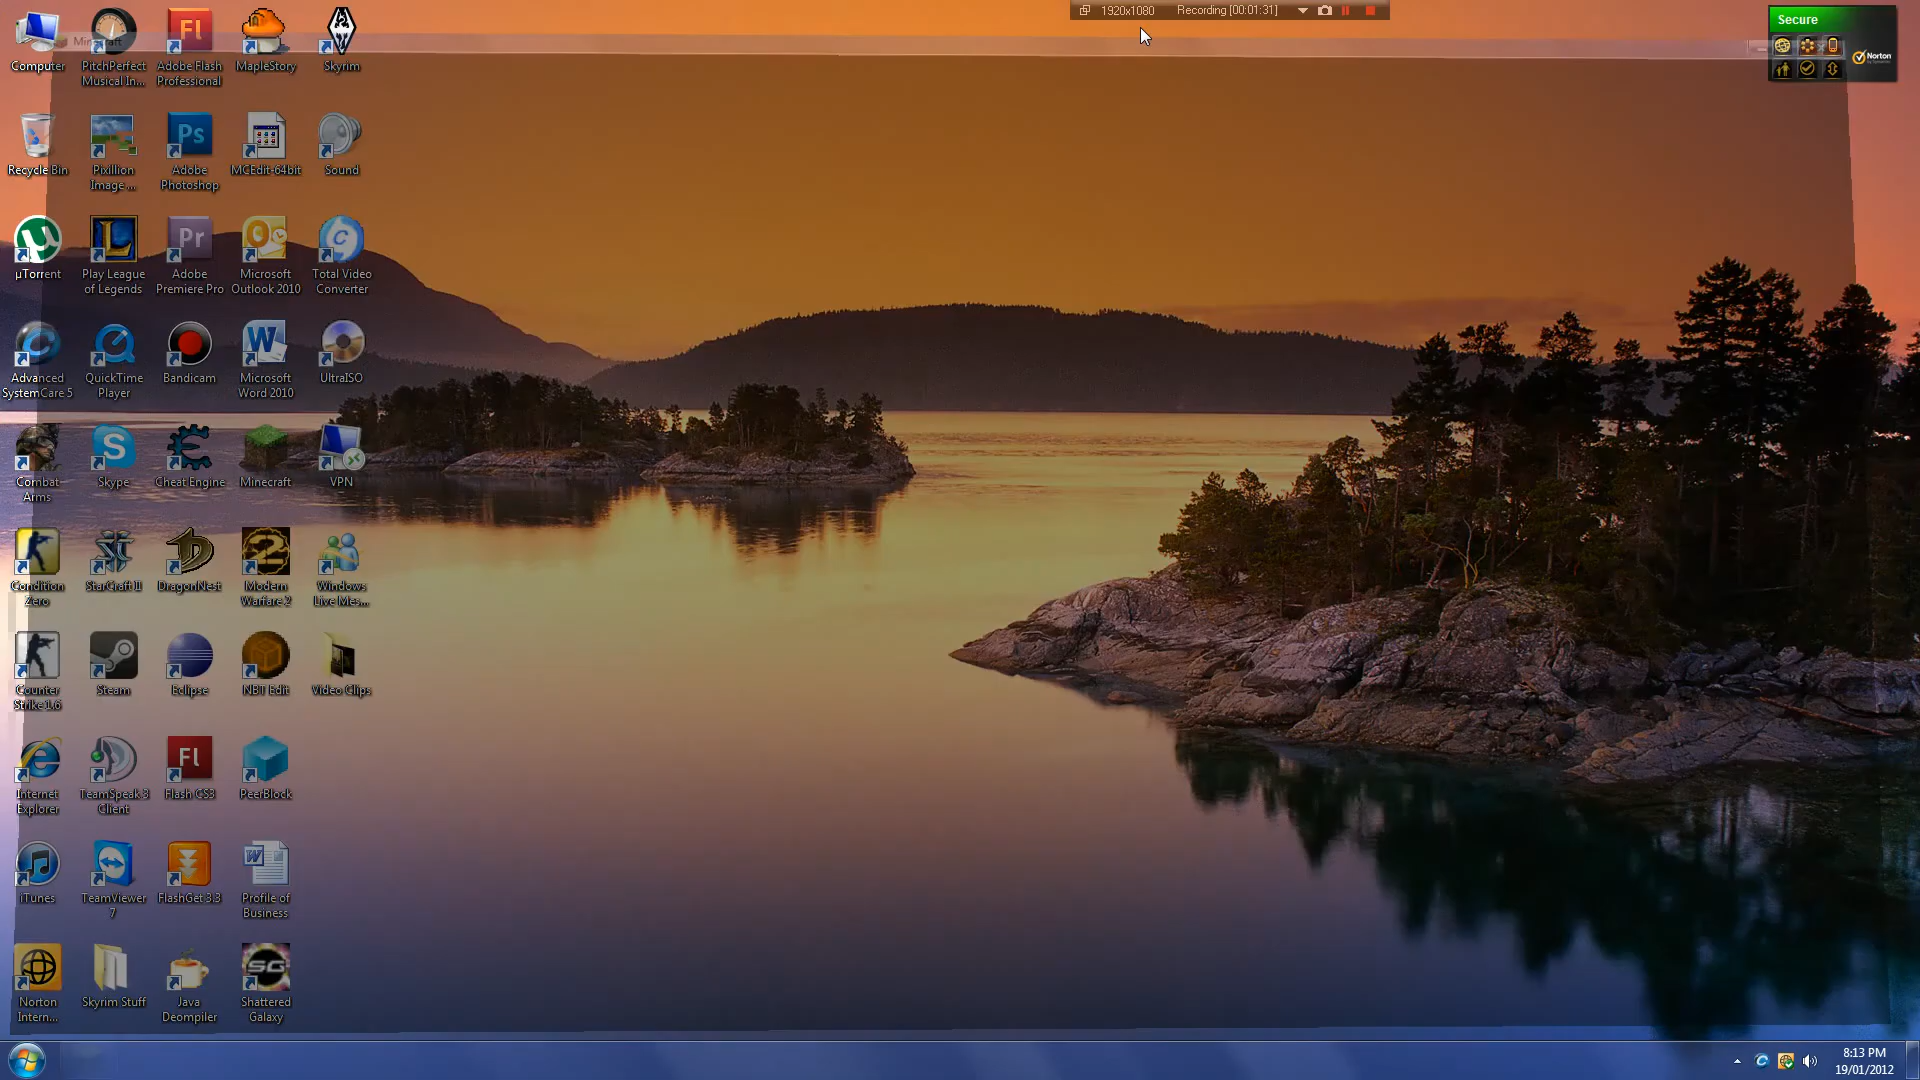 1920x1080 Recording [00:01:31]
Minecraft
Secure
Norton
by Symantec
Computer
PitchPerfect
Musical In...
Adobe Flash
Professional
MapleStory
Skyrim
Recycle Bin
Pixillion
Image ...
Adobe
Photoshop
MCEdit-64bit
Sound
µTorrent
Play League
of Legends
Adobe
Premiere Pro
Microsoft
Outlook 2010
Total Video
Converter
Advanced
SystemCare 5
QuickTime
Player
Bandicam
Microsoft
Word 2010
UltraISO
Combat
Arms
Skype
Cheat Engine
Minecraft
VPN
Condition
Zero
StarCraft II
DragonNest
Modern
Warfare 2
Windows
Live Mes...
Counter
Strike 1.6
Steam
Eclipse
NBT Edit
Video Clips
Internet
Explorer
TeamSpeak 3
Client
Flash CS3
PeerBlock
iTunes
TeamViewer
7
FlashGet 3.3
Profile of
Business
Norton
Intern...
Skyrim Stuff
Java
Deompiler
Shattered
Galaxy
8:13 PM
19/01/2012